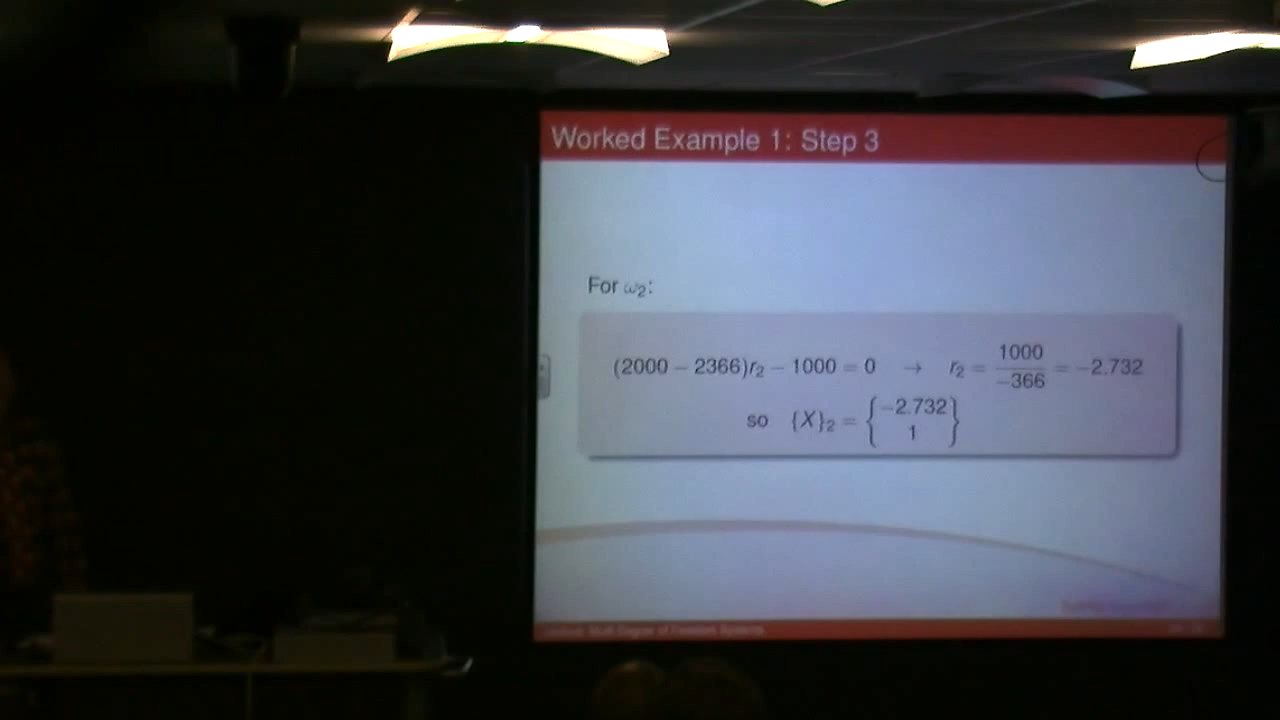 Worked Example 1: Step 3
For ω₂:
(2000 − 2366)r₂ − 1000 = 0 → r₂ = 1000/−366 = −2.732
so {X}₂ = {−2.732
1}